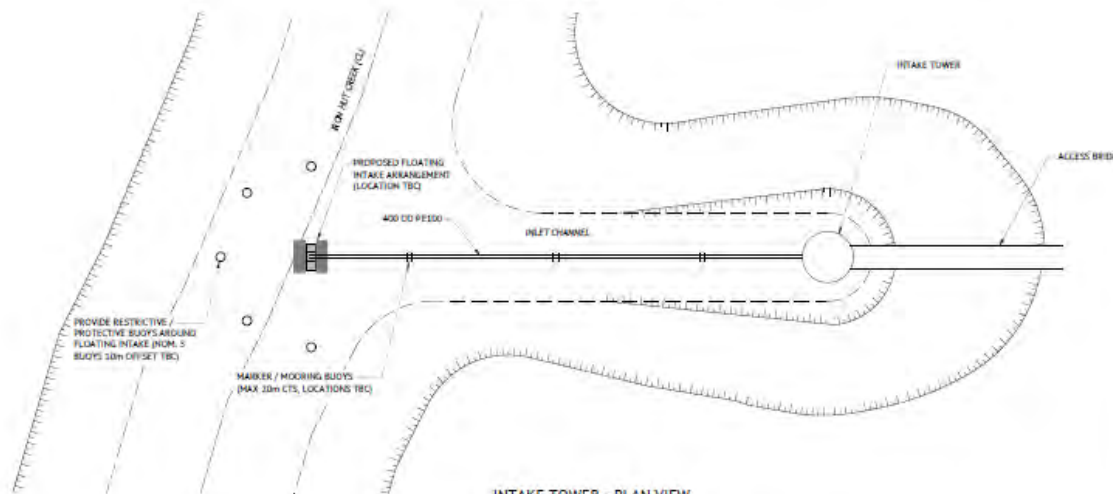 INTAKE TOWER
IRON HUT CREEK (CL)
PROPOSED FLOATING
INTAKE ARRANGEMENT
(LOCATION TBC)
ACCESS BRID
400 OD PE100
INLET CHANNEL
PROVIDE RESTRICTIVE /
PROTECTIVE BUOYS AROUND
FLOATING INTAKE (NOM. 5
BUOYS 10m OFFSET TBC)
MARKER / MOORING BUOYS
(MAX 20m CTS, LOCATIONS TBC)
INTAKE TOWER - PLAN VIEW